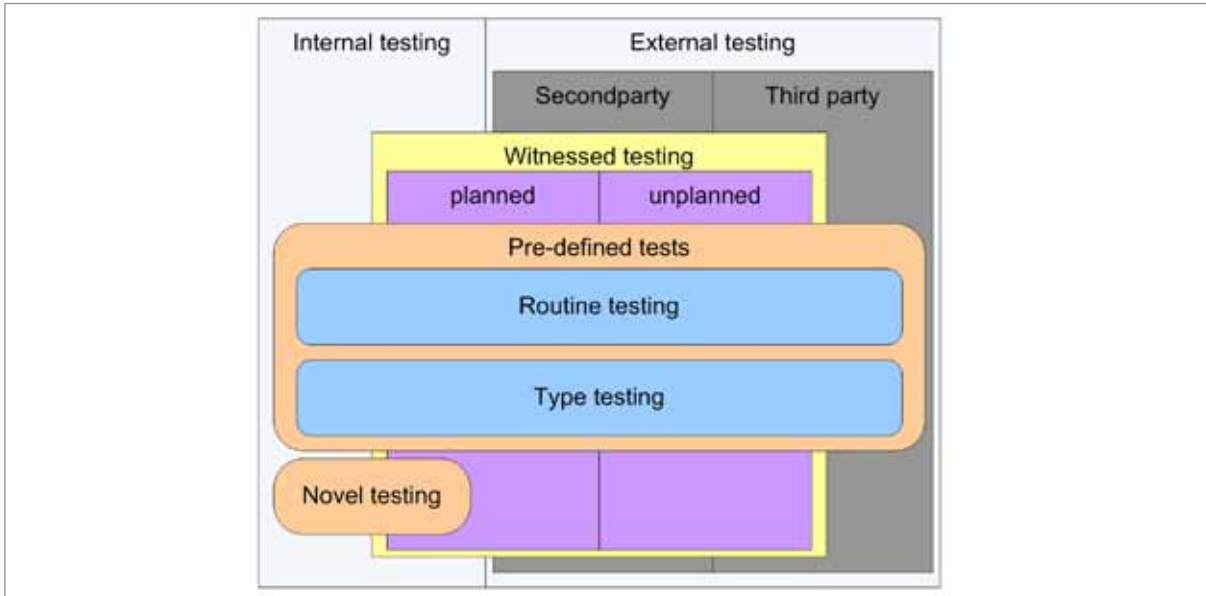 Internal testing
External testing
Secondparty
Third party
Witnessed testing
planned
unplanned
Pre-defined tests
Routine testing
Type testing
Novel testing